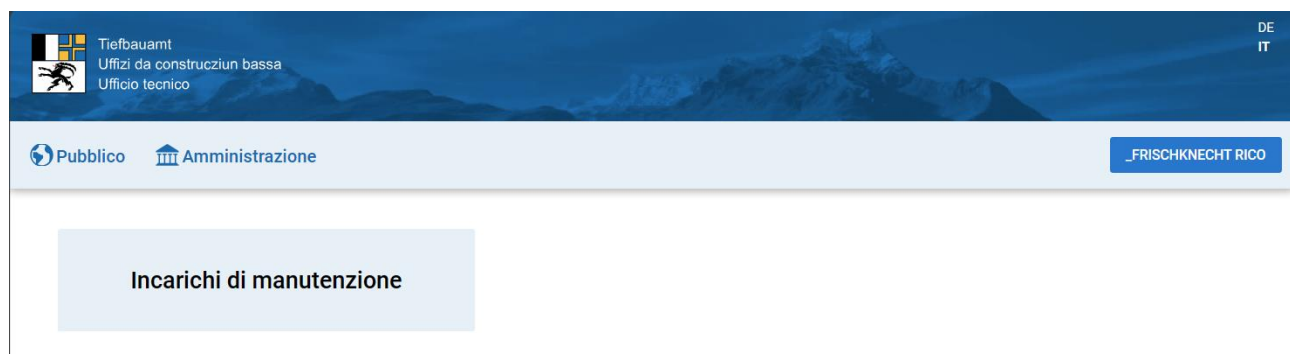 Tiefbauamt
Uffizi da construcziun bassa
Ufficio tecnico
DE
IT
Pubblico
Amministrazione
_FRISCHKNECHT RICO
Incarichi di manutenzione